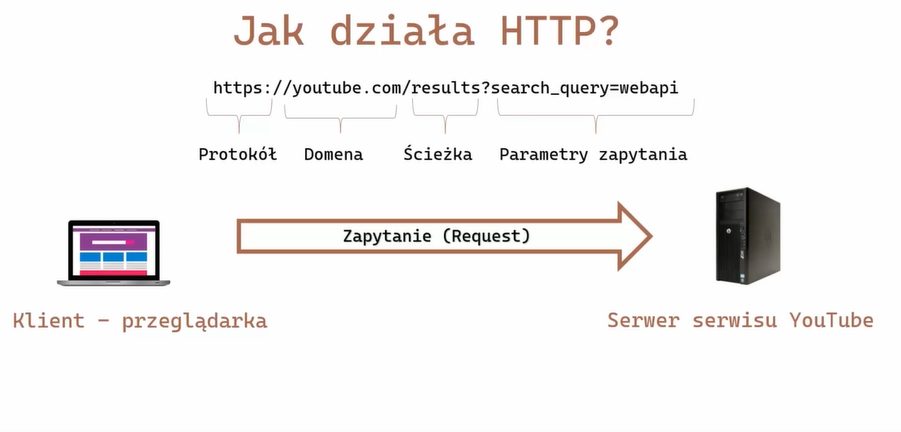 Jak działa HTTP?
https://youtube.com/results?search_query=webapi
Protokół Domena Ścieżka Parametry zapytania
Zapytanie (Request)
Klient – przeglądarka
Serwer serwisu YouTube